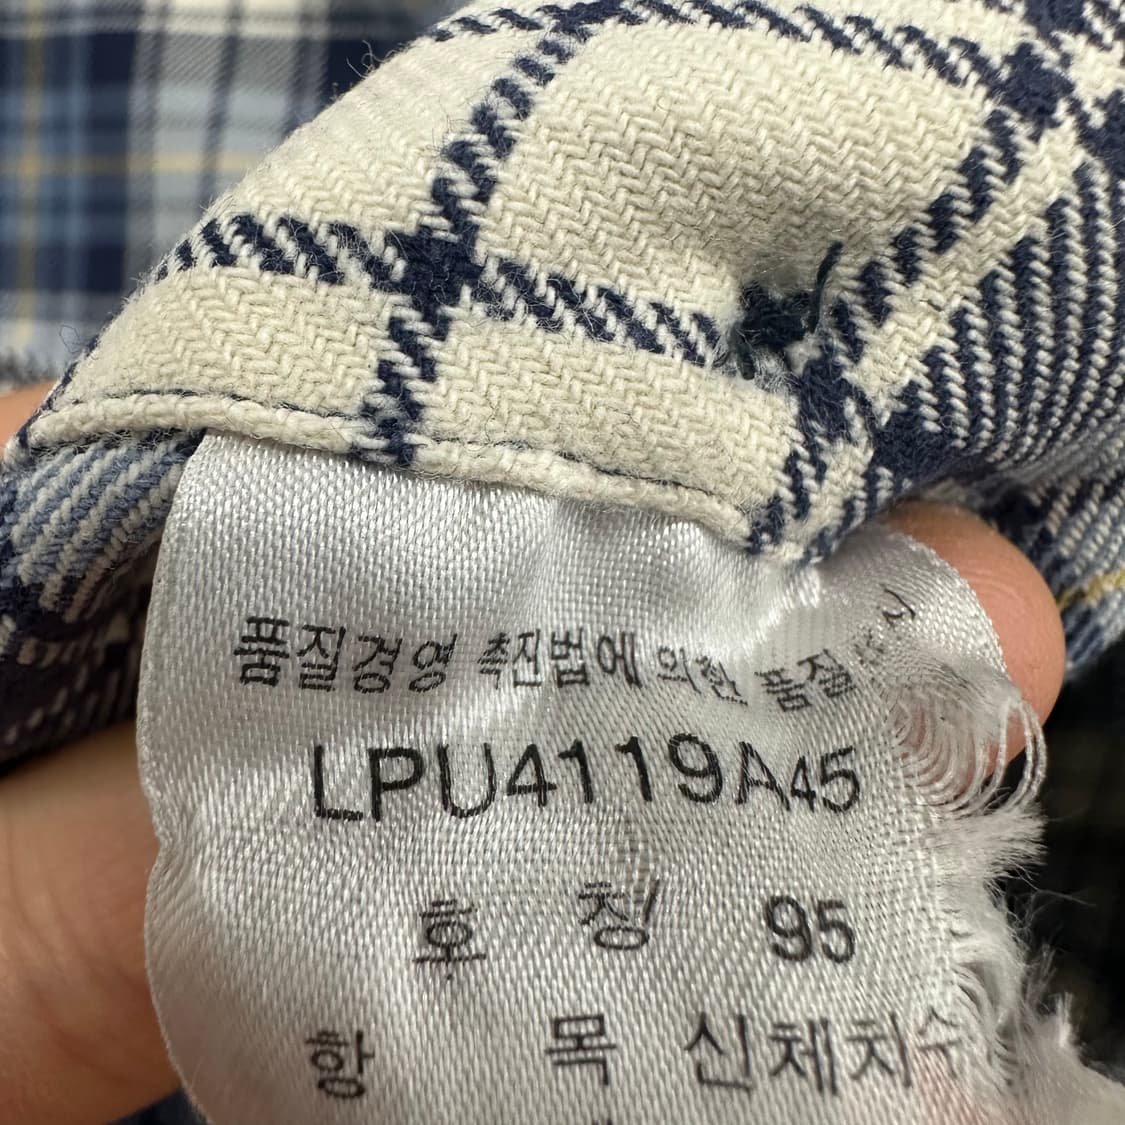 품질경영 촉진법에 의한 품질
LPU4119A45
호 칭 95
항 목 신체치수